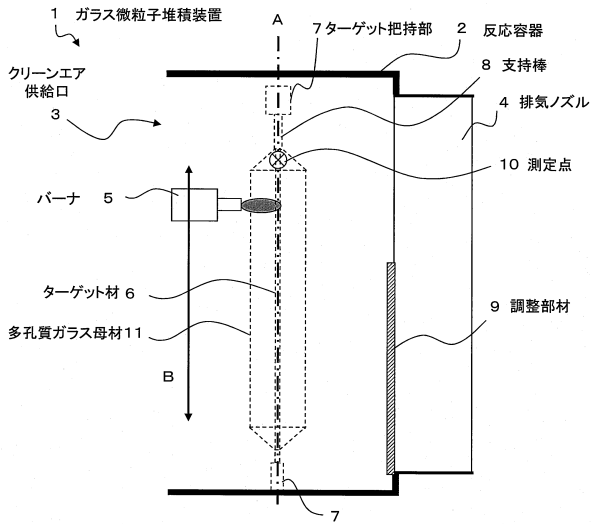 1 ガラス微粒子堆積装置
A
7 ターゲット把持部
2 反応容器
クリーンエア
供給口
8 支持棒
3
4 排気ノズル
10 測定点
バーナ 5
ターゲット材 6
9 調整部材
多孔質ガラス母材 11
B
7